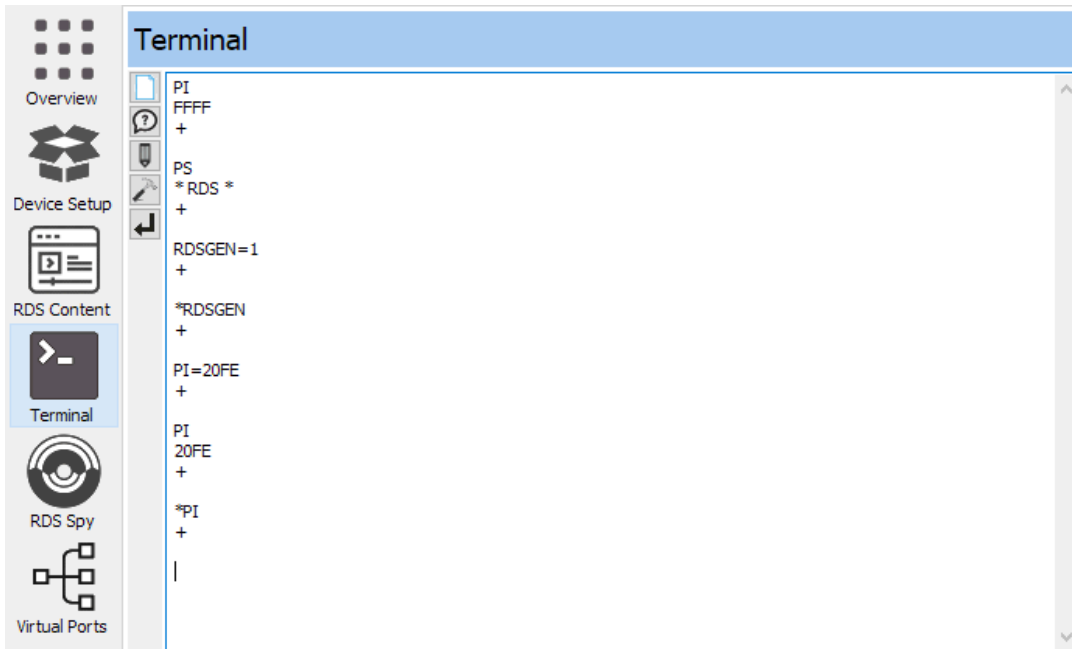 Overview
Device Setup
RDS Content
Terminal
RDS Spy
Virtual Ports
Terminal
PI
FFFF
+
PS
* RDS *
+
RDSGEN=1
+
*RDSGEN
+
PI=20FE
+
PI
20FE
+
*PI
+